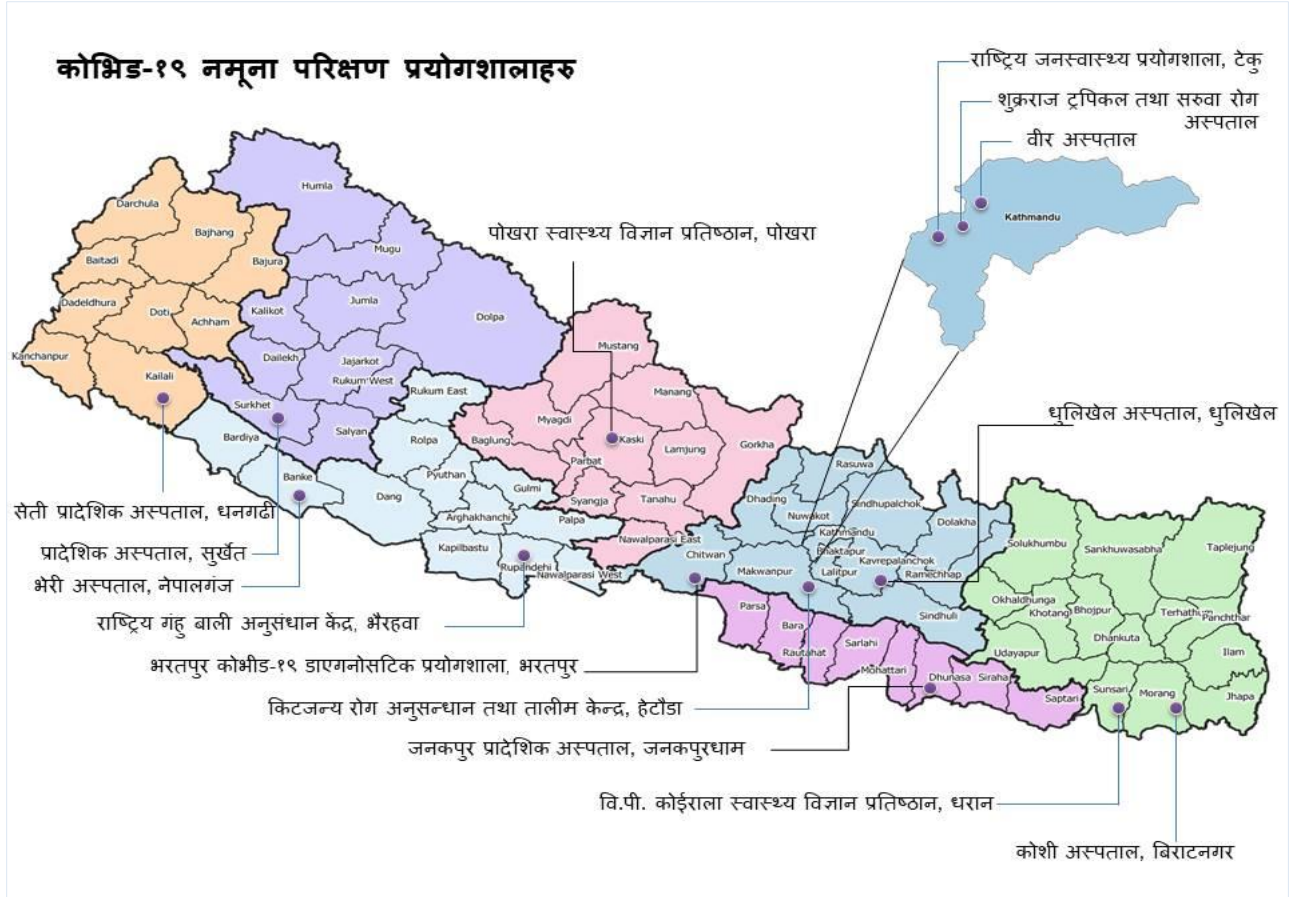 कोभिड-१९ नमूना परिक्षण प्रयोगशालाहरु
राष्ट्रिय जनस्वास्थ्य प्रयोगशाला, टेकु
शुक्रराज ट्रपिकल तथा सरुवा रोग
अस्पताल
वीर अस्पताल
Kathmandu
पोखरा स्वास्थ्य विज्ञान प्रतिष्ठान, पोखरा
Humla
Darchula
Bajhang
Mugu
Baitadi
Bajura
Dadeldhura
Doti
Achham
Kalikot
Jumla
Dolpa
Kanchanpur
Dailekh
Jajarkot
Kailali
Rukum West
Rukum East
Surkhet
Salyan
Bardiya
Rolpa
Banke
Pyuthan
Dang
Gulmi
Arghakhanchi
Palpa
Kapilbastu
Rupandehi
Nawalparasi West
Mustang
Manang
Myagdi
Baglung
Kaski
Lamjung
Gorkha
Parbat
Syangja
Tanahu
Nawalparasi East
धुलिखेल अस्पताल, धुलिखेल
Rasuwa
Dhading
Sindhupalchok
Nuwakot
Dolakha
Kathmandu
Bhaktapur
Kavrepalanchok
Chitwan
Makwanpur
Lalitpur
Ramechhap
Sindhuli
Parsa
Bara
Rautahat
Sarlahi
Mohattari
Dhunasa
Siraha
Saptari
Solukhumbu
Sankhuwasabha
Taplejung
Okhaldhunga
Khotang
Bhojpur
Terhathum
Panchthar
Dhankuta
Udayapur
Ilam
Sunsari
Morang
Jhapa
सेती प्रादेशिक अस्पताल, धनगढी
प्रादेशिक अस्पताल, सुर्खेत
भेरी अस्पताल, नेपालगंज
राष्ट्रिय गंहु बाली अनुसंधान केंद्र, भैरहवा
भरतपुर कोभीड-१९ डाएगनोसटिक प्रयोगशाला, भरतपुर
किटजन्य रोग अनुसन्धान तथा तालीम केन्द्र, हेटौडा
जनकपुर प्रादेशिक अस्पताल, जनकपुरधाम
वि.पी. कोईराला स्वास्थ्य विज्ञान प्रतिष्ठान, धरान
कोशी अस्पताल, बिराटनगर